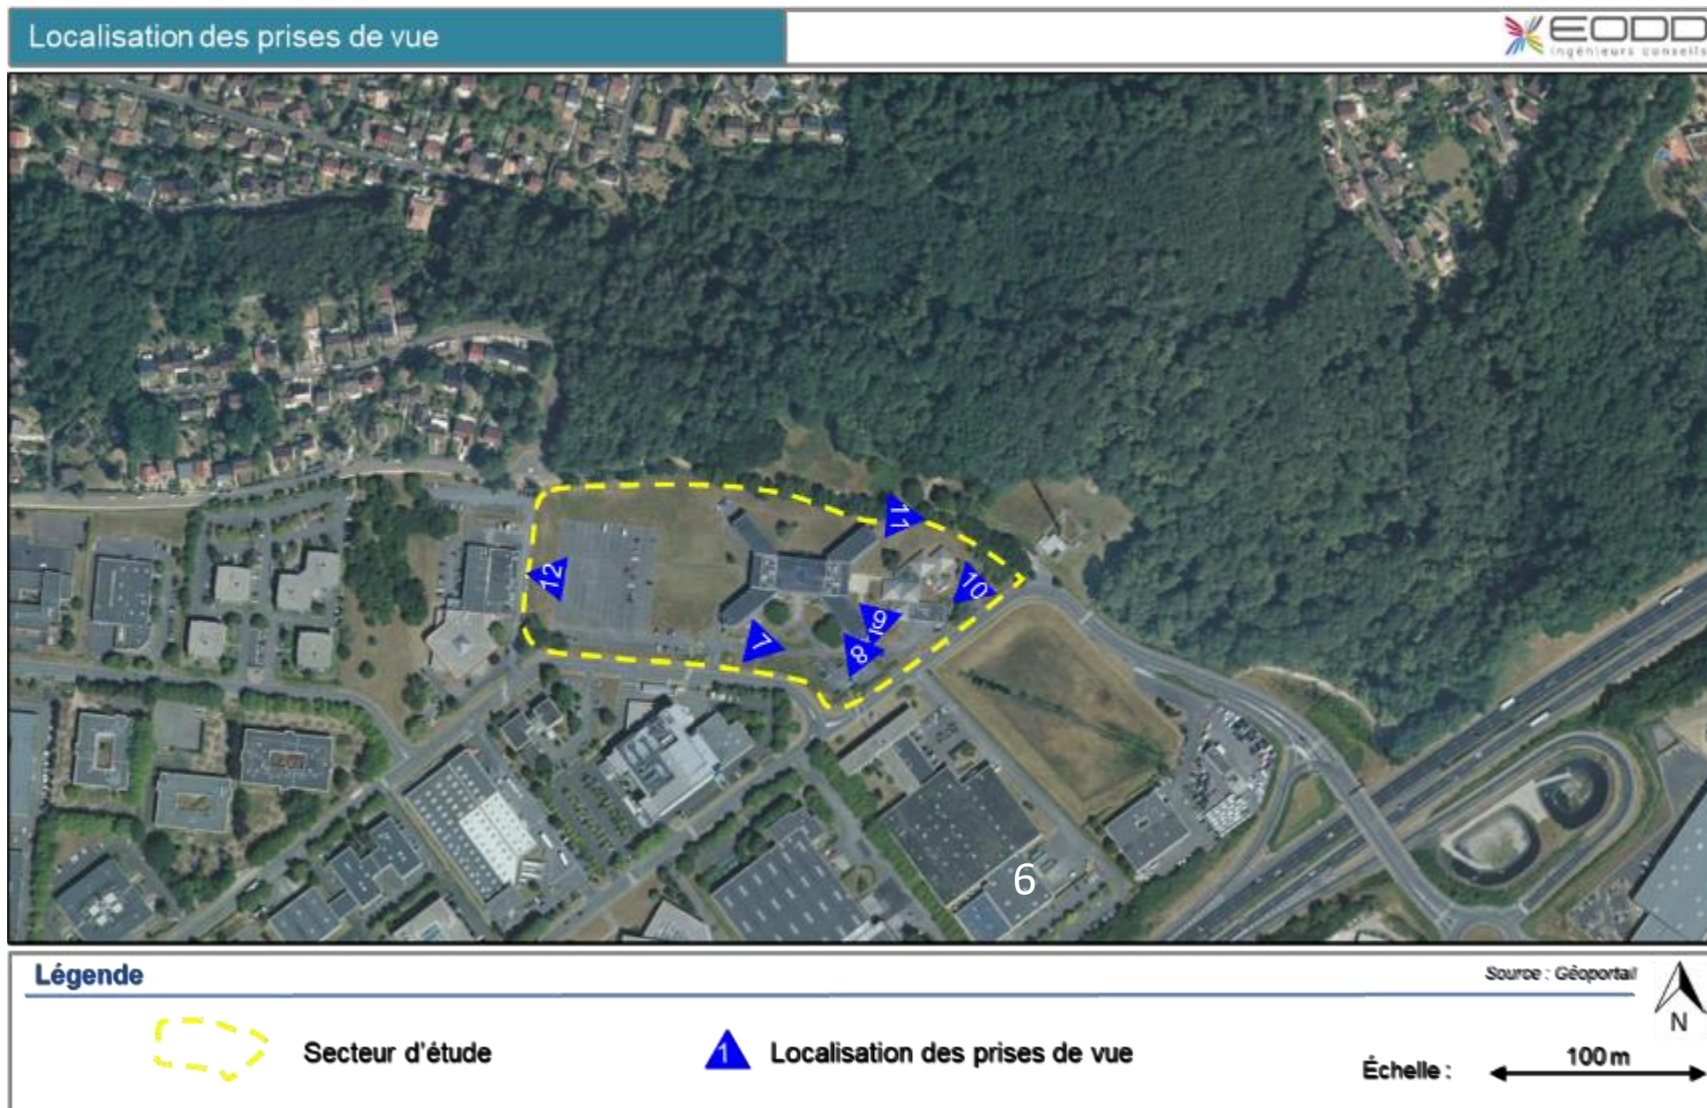 Localisation des prises de vue
EODD
ingénieurs conseils
11
12
10
9
7
8
6
Légende
Source : Géoportail
N
Secteur d'étude
1
Localisation des prises de vue
Échelle :
100 m